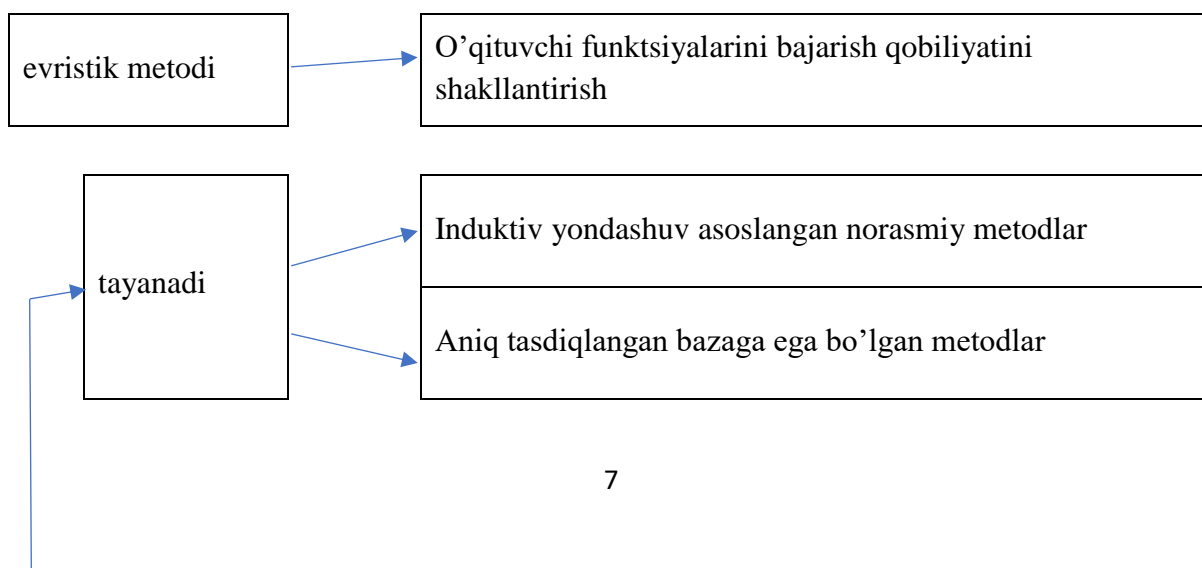 evristik metodi
O’qituvchi funktsiyalarini bajarish qobiliyatini
shakllantirish
tayanadi
Induktiv yondashuv asoslangan norasmiy metodlar
Aniq tasdiqlangan bazaga ega bo’lgan metodlar
7